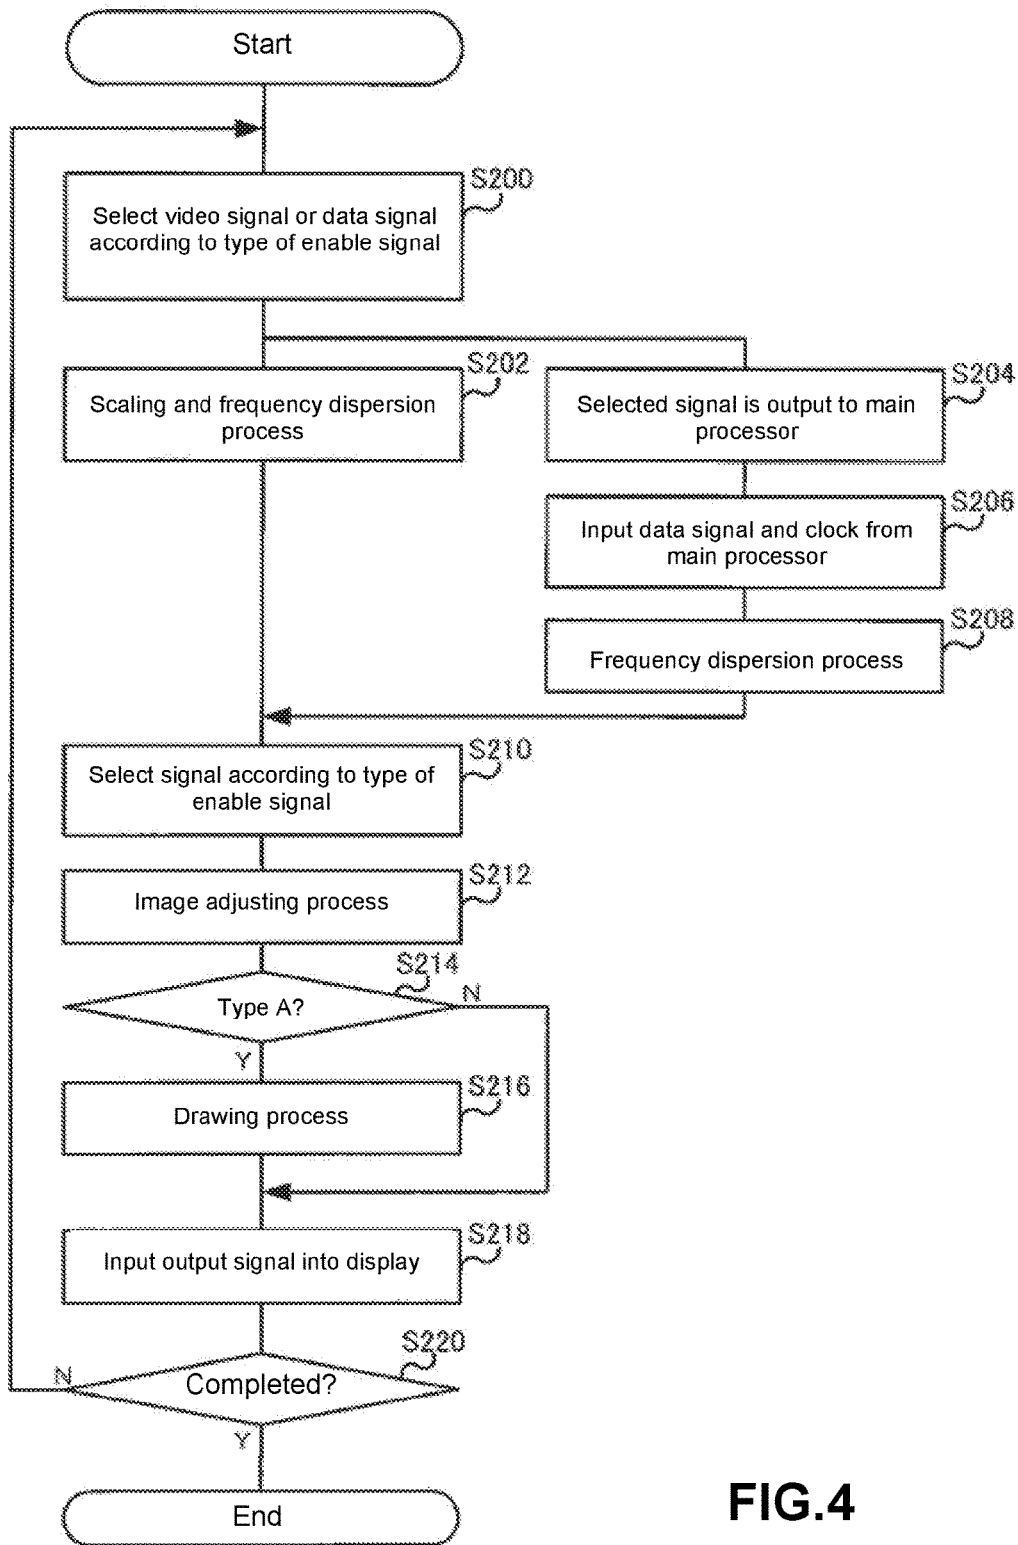 Start
S200
Select video signal or data signal
according to type of enable signal
S202
Scaling and frequency dispersion
process
S204
Selected signal is output to main
processor
S206
Input data signal and clock from
main processor
S208
Frequency dispersion process
S210
Select signal according to type of
enable signal
S212
Image adjusting process
S214
Type A?
N
Y
S216
Drawing process
S218
Input output signal into display
S220
Completed?
N
Y
End
FIG.4